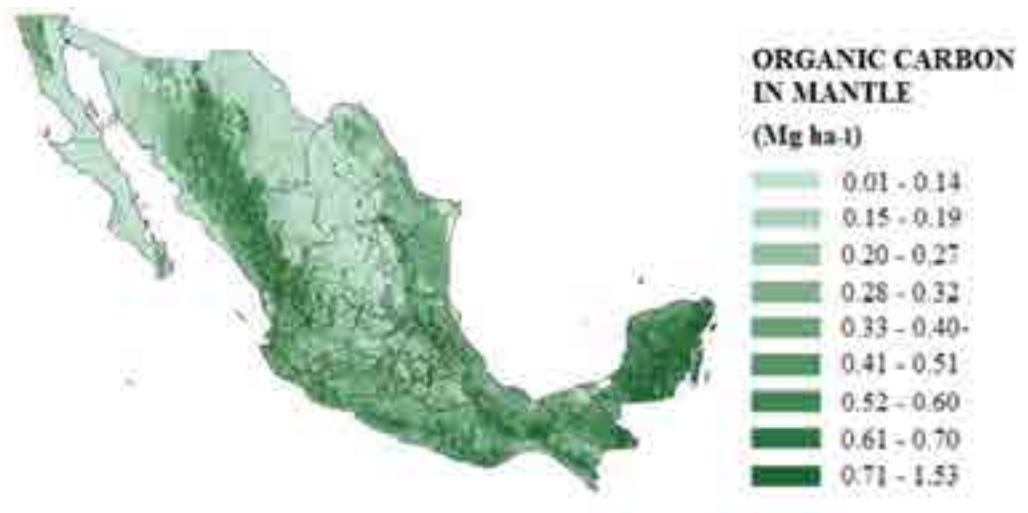 ORGANIC CARBON
IN MANTLE
(Mg ha-1)
0.01 - 0.14
0.15 - 0.19
0.20 - 0.27
0.28 - 0.32
0.33 - 0.40-
0.41 - 0.51
0.52 - 0.60
0.61 - 0.70
0.71 - 1.53